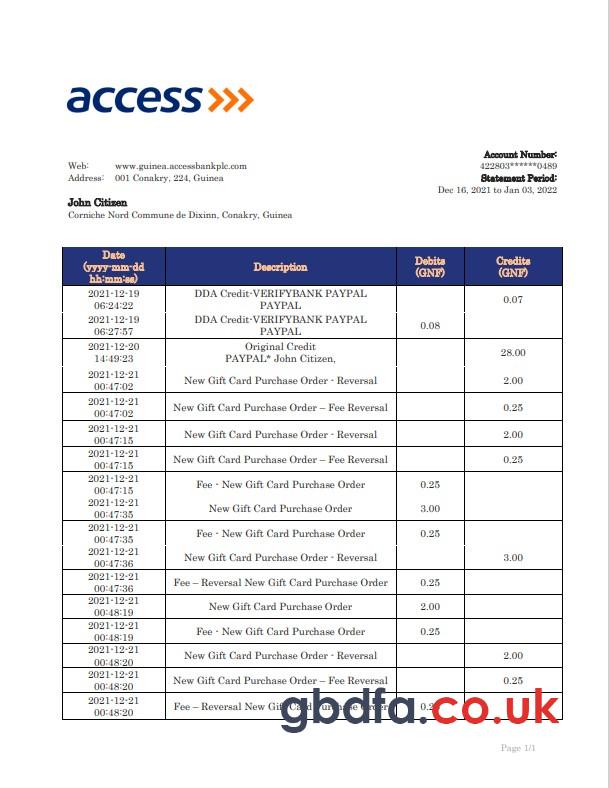 access
Account Number:
Web: www.guinea.accessbankplc.com 422803******0489
Address: 001 Conakry, 224, Guinea Statement Period:
Dec 16, 2021 to Jan 03, 2022
John Citizen
Corniche Nord Commune de Dixinn, Conakry, Guinea
Date (yyyy-mm-dd hh:mm:ss) Description Debits (GNF) Credits (GNF)
2021-12-19 06:24:22 DDA Credit-VERIFYBANK PAYPAL PAYPAL 0.07
2021-12-19 06:27:57 DDA Credit-VERIFYBANK PAYPAL PAYPAL 0.08
2021-12-20 14:49:23 Original Credit PAYPAL* John Citizen, 28.00
2021-12-21 00:47:02 New Gift Card Purchase Order - Reversal 2.00
2021-12-21 00:47:02 New Gift Card Purchase Order – Fee Reversal 0.25
2021-12-21 00:47:15 New Gift Card Purchase Order - Reversal 2.00
2021-12-21 00:47:15 New Gift Card Purchase Order – Fee Reversal 0.25
2021-12-21 00:47:15 Fee - New Gift Card Purchase Order 0.25
2021-12-21 00:47:35 New Gift Card Purchase Order 3.00
2021-12-21 00:47:35 Fee - New Gift Card Purchase Order 0.25
2021-12-21 00:47:36 New Gift Card Purchase Order - Reversal 3.00
2021-12-21 00:47:36 Fee – Reversal New Gift Card Purchase Order 0.25
2021-12-21 00:48:19 New Gift Card Purchase Order 2.00
2021-12-21 00:48:19 Fee - New Gift Card Purchase Order 0.25
2021-12-21 00:48:20 New Gift Card Purchase Order - Reversal 2.00
2021-12-21 00:48:20 New Gift Card Purchase Order – Fee Reversal 0.25
2021-12-21 00:48:20 Fee – Reversal New Gift Card Purchase Order
gbdfa.co.uk
Page 1/1